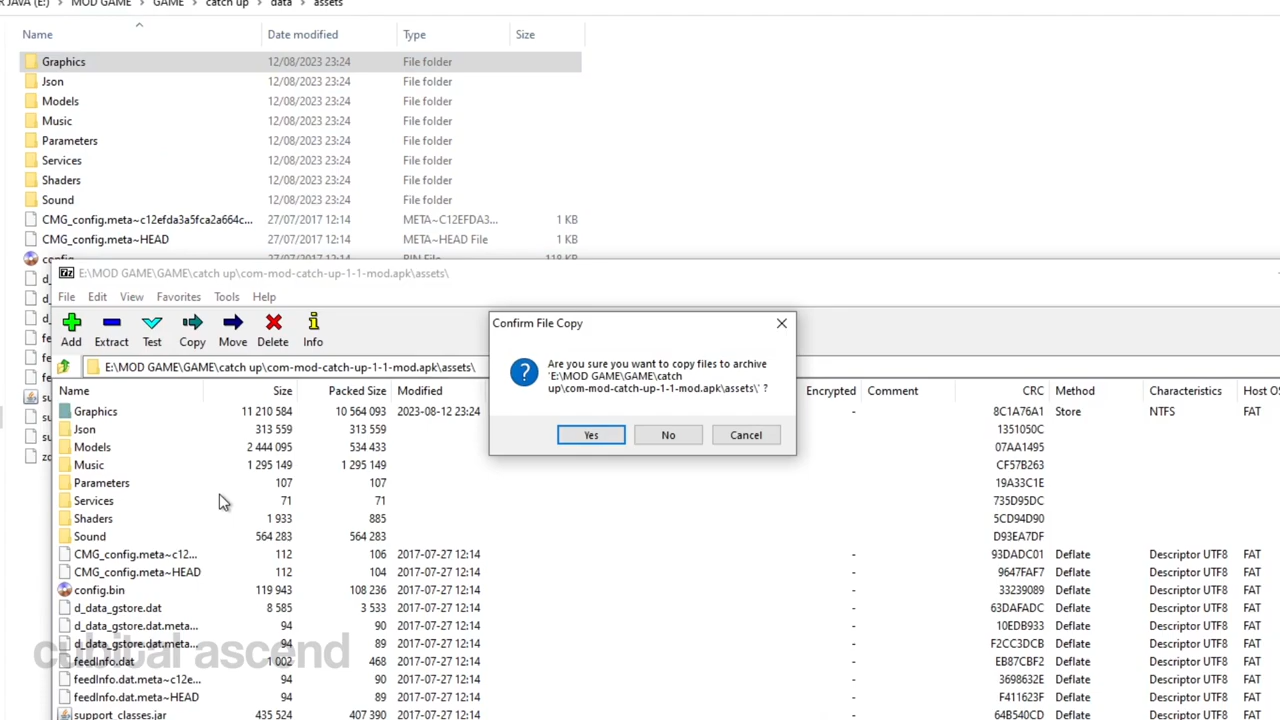 R JAVA (E:) > MOD GAME > GAME > catch up > data > assets
Name Date modified Type Size
Graphics 12/08/2023 23:24 File folder
Json 12/08/2023 23:24 File folder
Models 12/08/2023 23:24 File folder
Music 12/08/2023 23:24 File folder
Parameters 12/08/2023 23:24 File folder
Services 12/08/2023 23:24 File folder
Shaders 12/08/2023 23:24 File folder
Sound 12/08/2023 23:24 File folder
CMG_config.meta~c12efda3a5fca2a664c... 27/07/2017 12:14 META~C12EFDA3... 1 KB
CMG_config.meta~HEAD 27/07/2017 12:14 META~HEAD File 1 KB
config 27/07/2017 12:14 BIN File 118 KB
E:\MOD GAME\GAME\catch up\com-mod-catch-up-1-1-mod.apk\assets\
File Edit View Favorites Tools Help
Add Extract Test Copy Move Delete Info
E:\MOD GAME\GAME\catch up\com-mod-catch-up-1-1-mod.apk\assets\
Name Size Packed Size Modified Encrypted Comment CRC Method Characteristics Host OS
Graphics 11 210 584 10 564 093 2023-08-12 23:24 - 8C1A76A1 Store NTFS FAT
Json 313 559 313 559 1351050C
Models 2 444 095 534 433 07AA1495
Music 1 295 149 1 295 149 CF57B263
Parameters 107 107 19A33C1E
Services 71 71 735D95DC
Shaders 1 933 885 5CD94D90
Sound 564 283 564 283 D93EA7DF
CMG_config.meta~c12... 112 106 2017-07-27 12:14 - 93DADC01 Deflate Descriptor UTF8 FAT
CMG_config.meta~HEAD 112 104 2017-07-27 12:14 - 9647FAF7 Deflate Descriptor UTF8 FAT
config.bin 119 943 108 236 2017-07-27 12:14 - 33239089 Deflate Descriptor UTF8 FAT
d_data_gstore.dat 8 585 3 533 2017-07-27 12:14 - 63DAFADC Deflate Descriptor UTF8 FAT
d_data_gstore.dat.meta... 94 90 2017-07-27 12:14 - 10EDB933 Deflate Descriptor UTF8 FAT
d_data_gstore.dat.meta... 94 89 2017-07-27 12:14 - F2CC3DCB Deflate Descriptor UTF8 FAT
feedInfo.dat 1 002 468 2017-07-27 12:14 - EB87CBF2 Deflate Descriptor UTF8 FAT
feedInfo.dat.meta~c12e... 94 90 2017-07-27 12:14 - 3698632E Deflate Descriptor UTF8 FAT
feedInfo.dat.meta~HEAD 94 89 2017-07-27 12:14 - F411623F Deflate Descriptor UTF8 FAT
support_classes.jar 435 524 407 390 2017-07-27 12:14 - 64B540CD Deflate Descriptor UTF8 FAT
Confirm File Copy
Are you sure you want to copy files to archive
'E:\MOD GAME\GAME\catch
up\com-mod-catch-up-1-1-mod.apk\assets\' ?
Yes No Cancel
cubital ascend